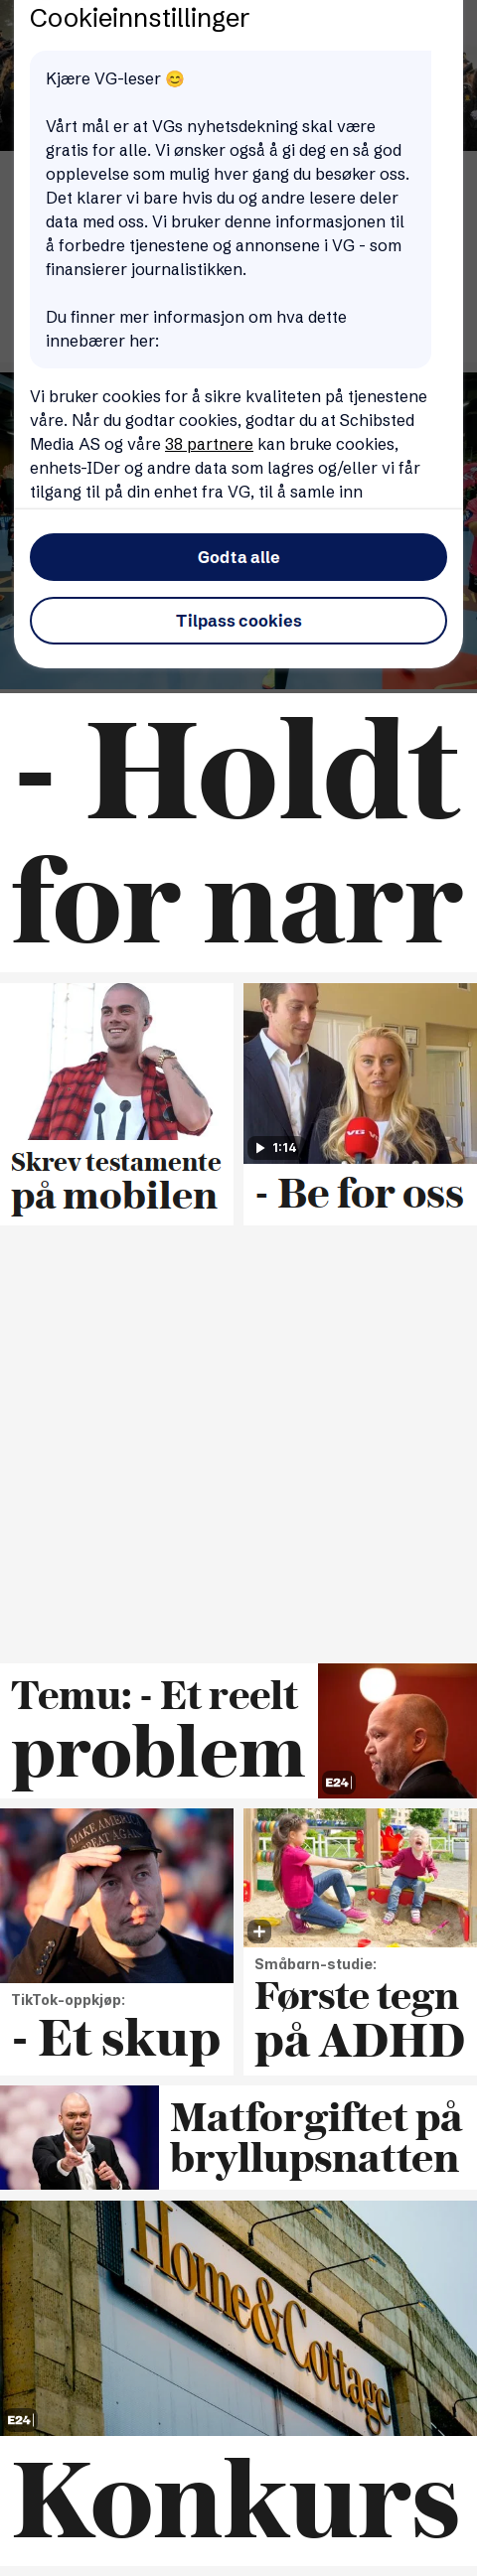 Cookieinnstillinger
Kjære VG-leser 😊
Vårt mål er at VGs nyhetsdekning skal være
gratis for alle. Vi ønsker også å gi deg en så god
opplevelse som mulig hver gang du besøker oss.
Det klarer vi bare hvis du og andre lesere deler
data med oss. Vi bruker denne informasjonen til
å forbedre tjenestene og annonsene i VG - som
finansierer journalistikken.
Du finner mer informasjon om hva dette
innebærer her:
Vi bruker cookies for å sikre kvaliteten på tjenestene
våre. Når du godtar cookies, godtar du at Schibsted
Media AS og våre 38 partnere kan bruke cookies,
enhets-IDer og andre data som lagres og/eller vi får
tilgang til på din enhet fra VG, til å samle inn
Godta alle
Tilpass cookies
- Holdt
for narr
VG VG
1:14
Skrev testamente
på mobilen
- Be for oss
Temu: - Et reelt
problem
E24
MAKE AMERICA
GREAT AGAIN
TikTok-oppkjøp:
- Et skup
Småbarn-studie:
Første tegn
på ADHD
Matforgiftet på
bryllupsnatten
Home & Cottage
E24
Konkurs